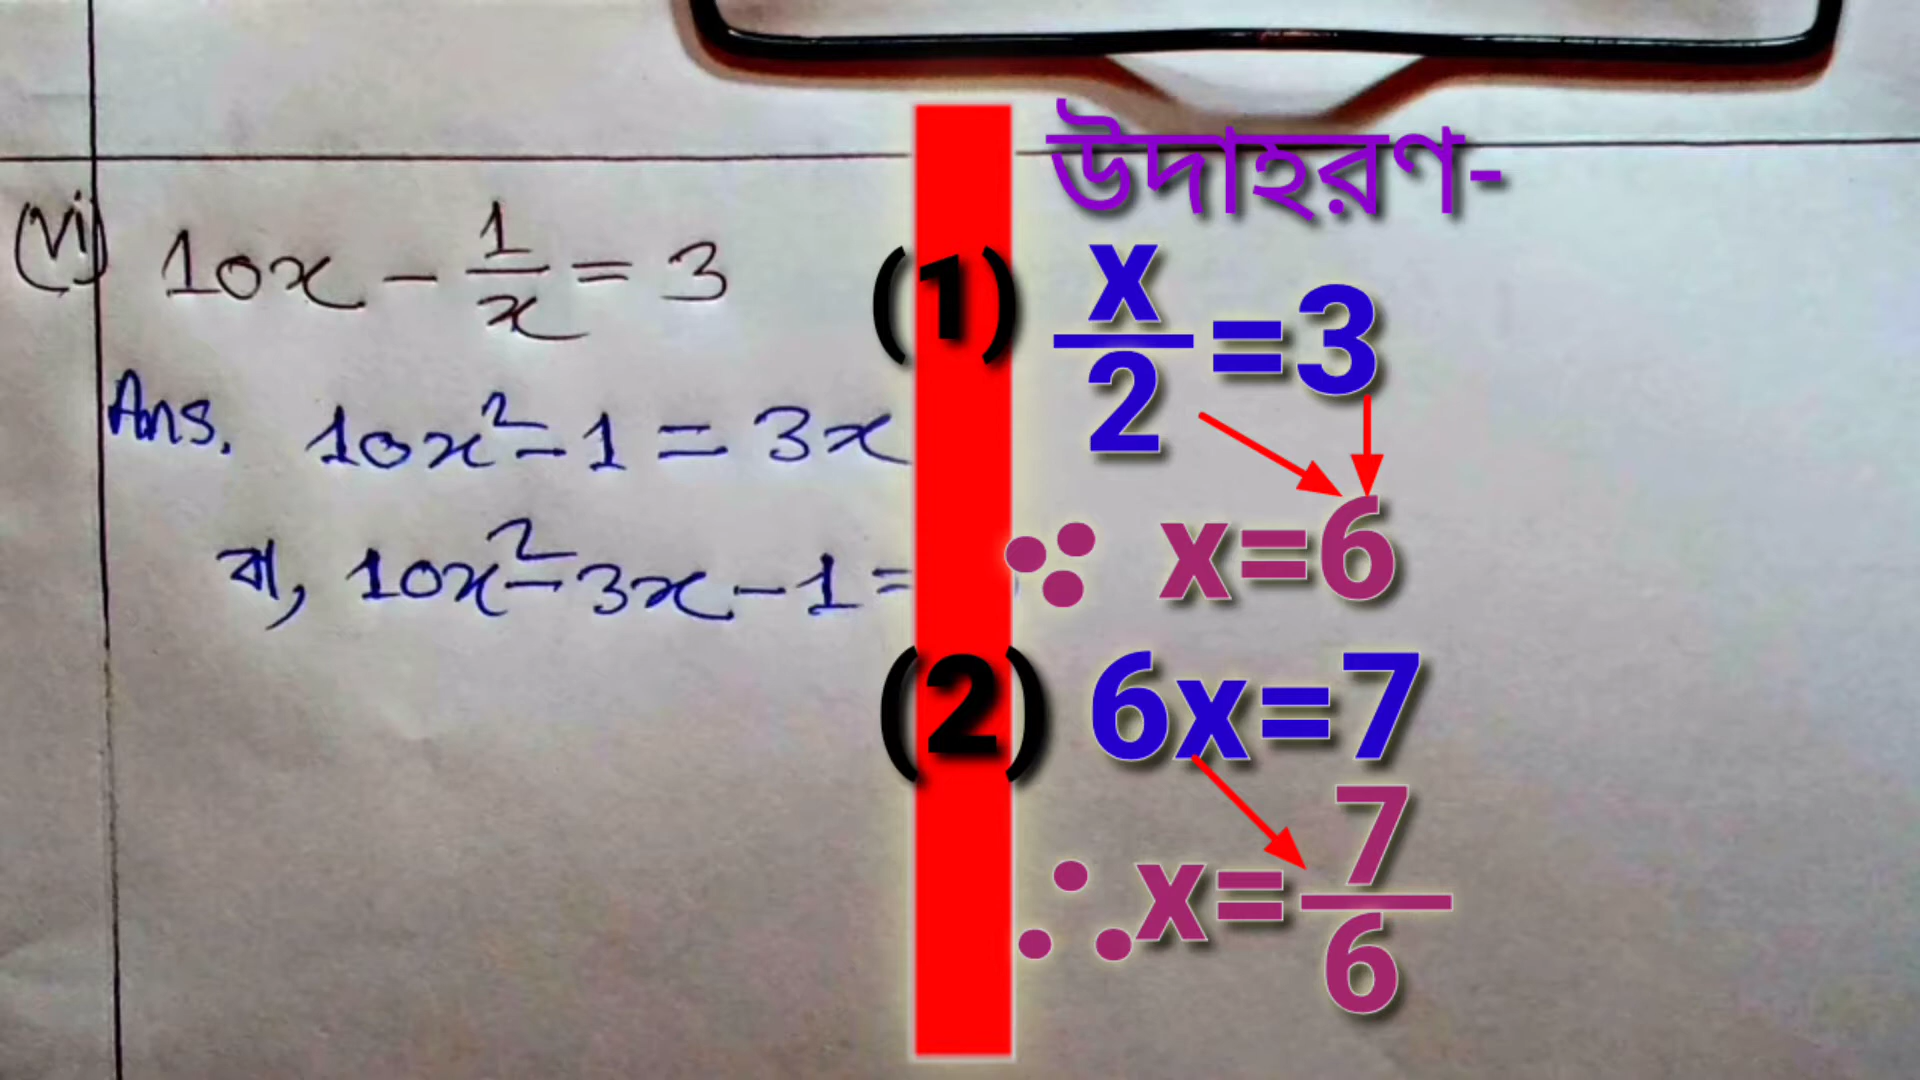 (vi) 10x - 1/x = 3
Ans. 10x² - 1 = 3x
বা, 10x² - 3x - 1 =
উদাহরণ-
(1) x/2 =3
∵ x=6
(2) 6x=7
∴ x= 7/6